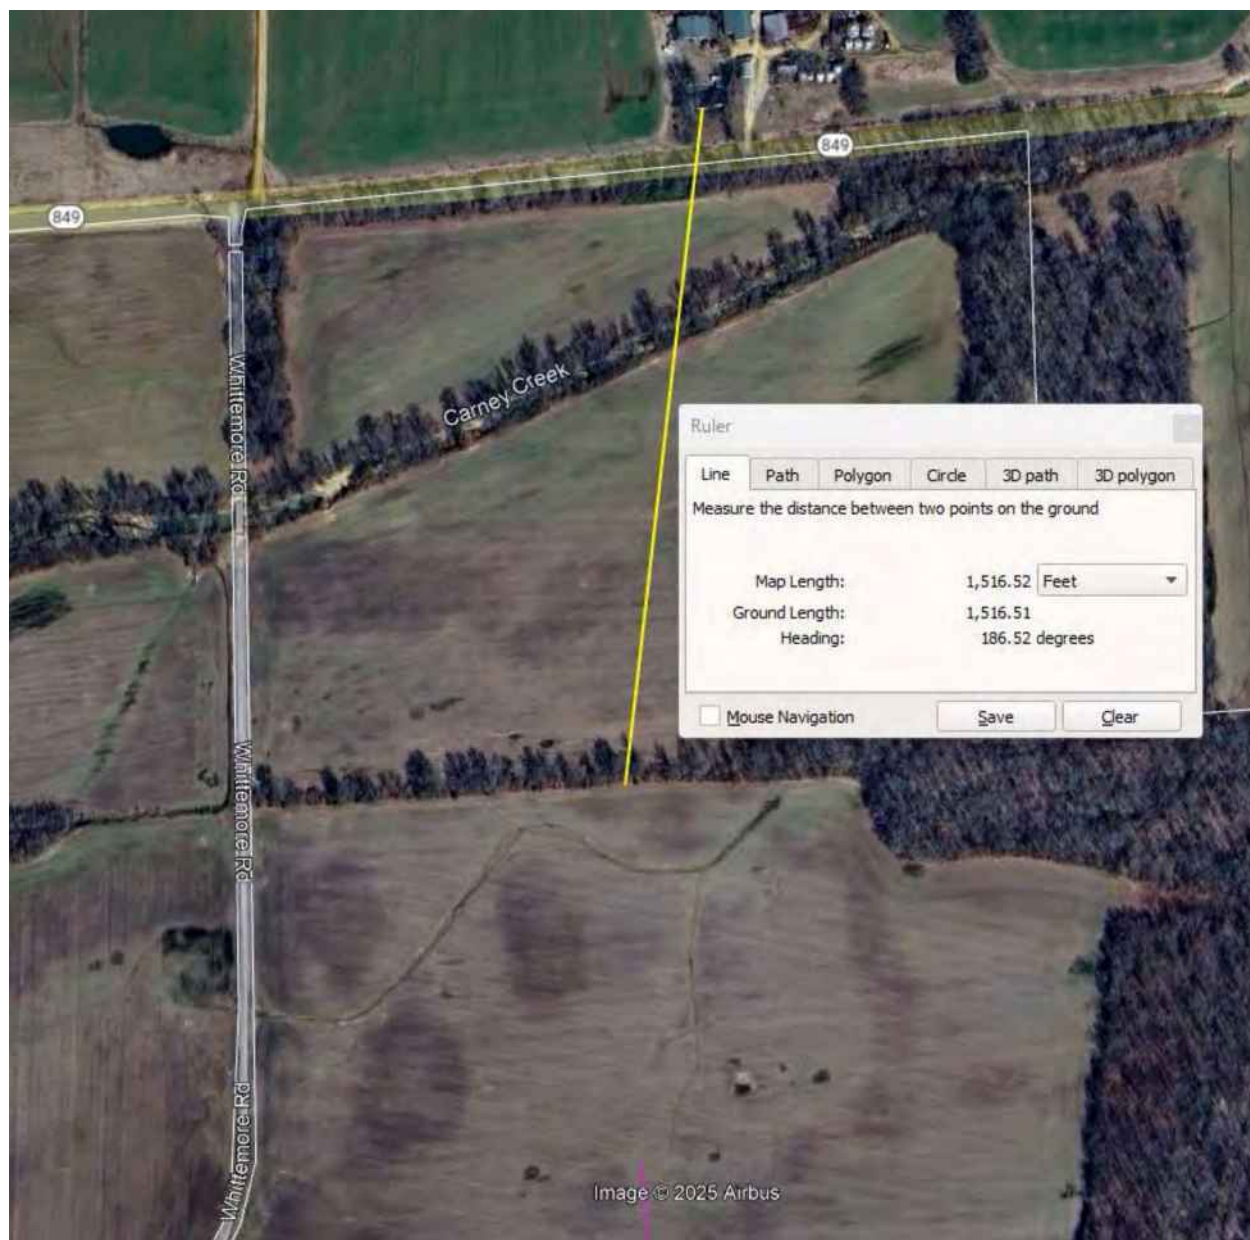 849
849
Whittemore Rd
Carney Creek
Ruler
Line Path Polygon Circle 3D path 3D polygon
Measure the distance between two points on the ground
Map Length: 1,516.52 Feet
Ground Length: 1,516.51
Heading: 186.52 degrees
Mouse Navigation Save Clear
Whittemore Rd
Whittemore Rd
Image © 2025 Airbus